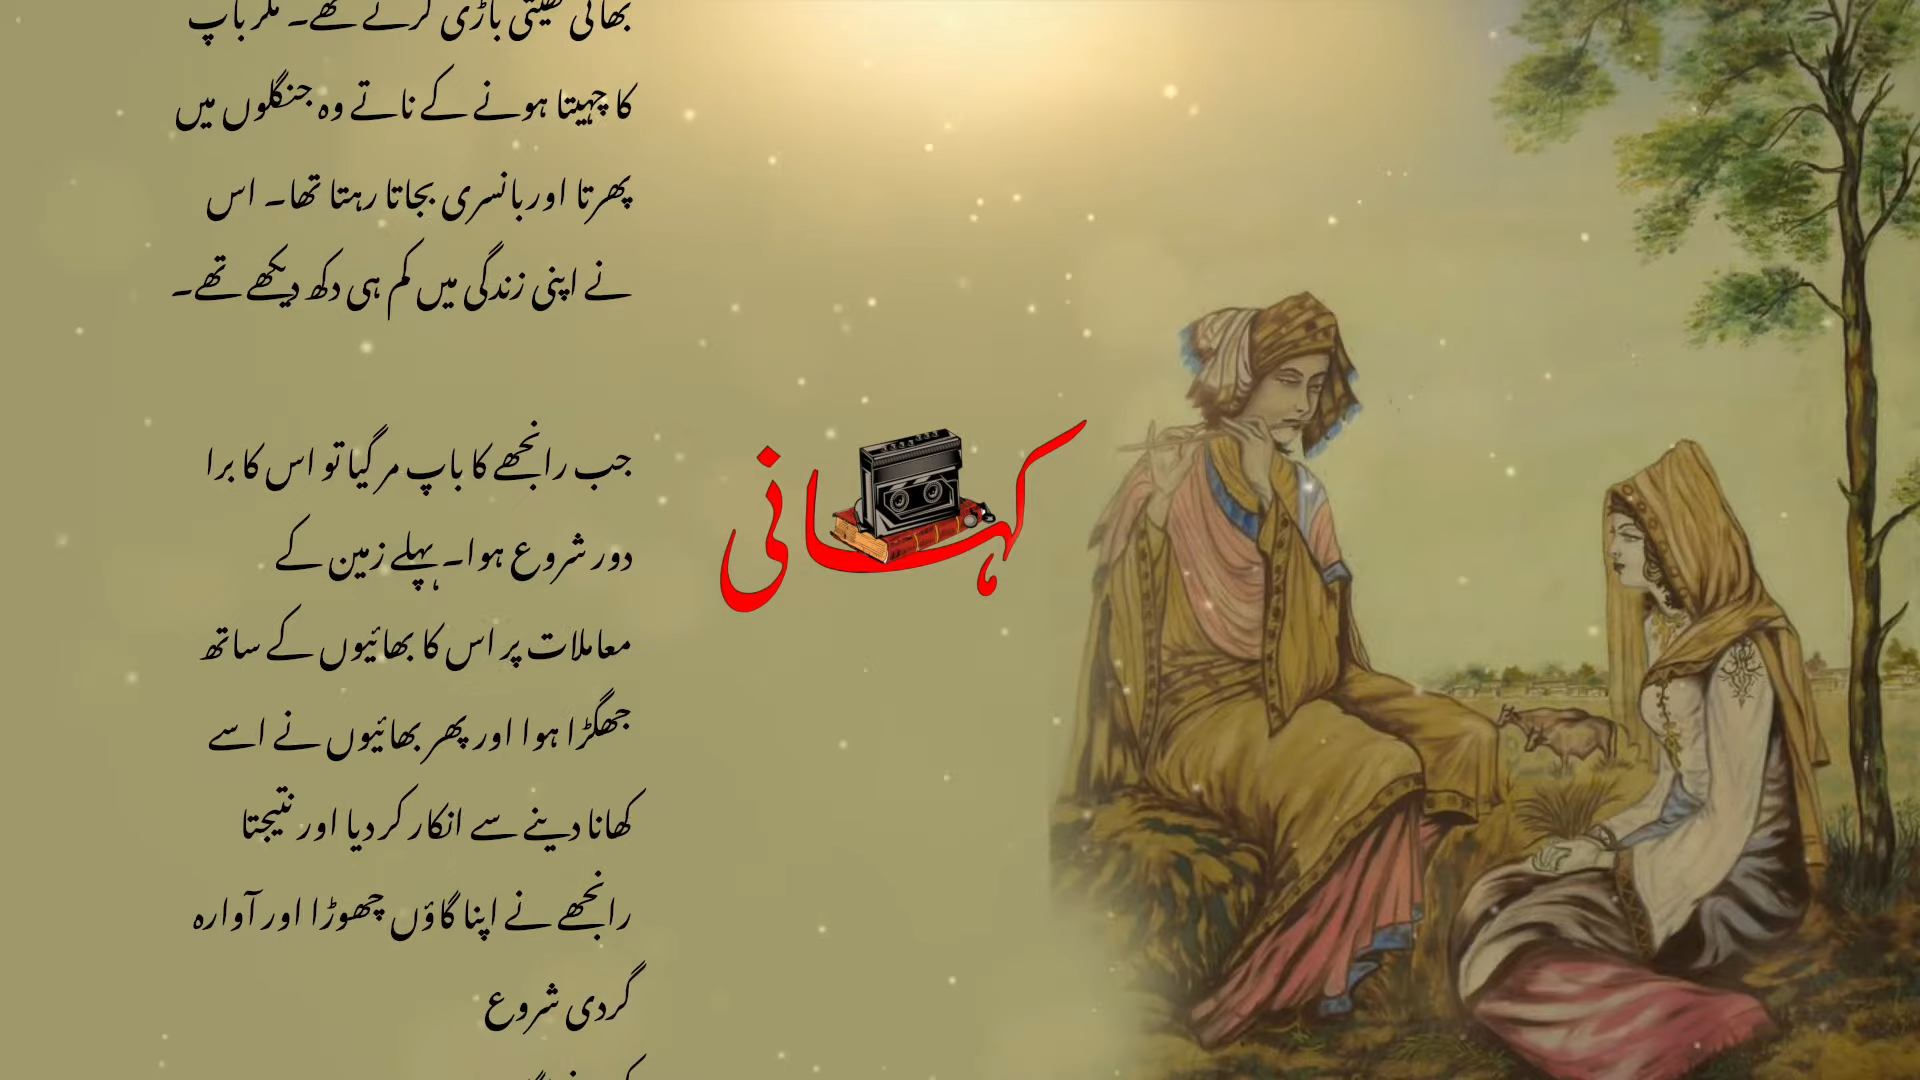 بھائی کھیتی باڑی کرتے تھے۔ مگر باپ
کا چہیتا ہونے کے ناتے وہ جنگلوں میں
پھرتا اور بانسری بجاتا رہتا تھا۔ اس
نے اپنی زندگی میں کم ہی دکھ دیکھے تھے۔
جب رانجھے کا باپ مر گیا تو اس کا برا
دور شروع ہوا۔ پہلے زمین کے
معاملات پر اس کا بھائیوں کے ساتھ
جھگڑا ہوا اور پھر بھائیوں نے اسے
کھانا دینے سے انکار کر دیا اور نتیجتا
رانجھے نے اپنا گاؤں چھوڑا اور آوارہ
گردی شروع
کہانی